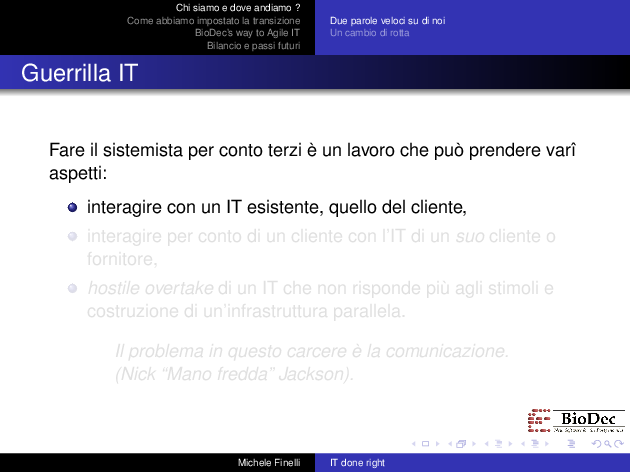 Chi siamo e dove andiamo ?
Come abbiamo impostato la transizione
BioDec's way to Agile IT
Bilancio e passi futuri
Due parole veloci su di noi
Un cambio di rotta
Guerrilla IT
Fare il sistemista per conto terzi è un lavoro che può prendere varî
aspetti:
interagire con un IT esistente, quello del cliente,
interagire per conto di un cliente con l'IT di un suo cliente o
fornitore,
hostile overtake di un IT che non risponde più agli stimoli e
costruzione di un'infrastruttura parallela.
Il problema in questo carcere è la comunicazione.
(Nick “Mano fredda” Jackson).
BioDec
Michele Finelli
IT done right